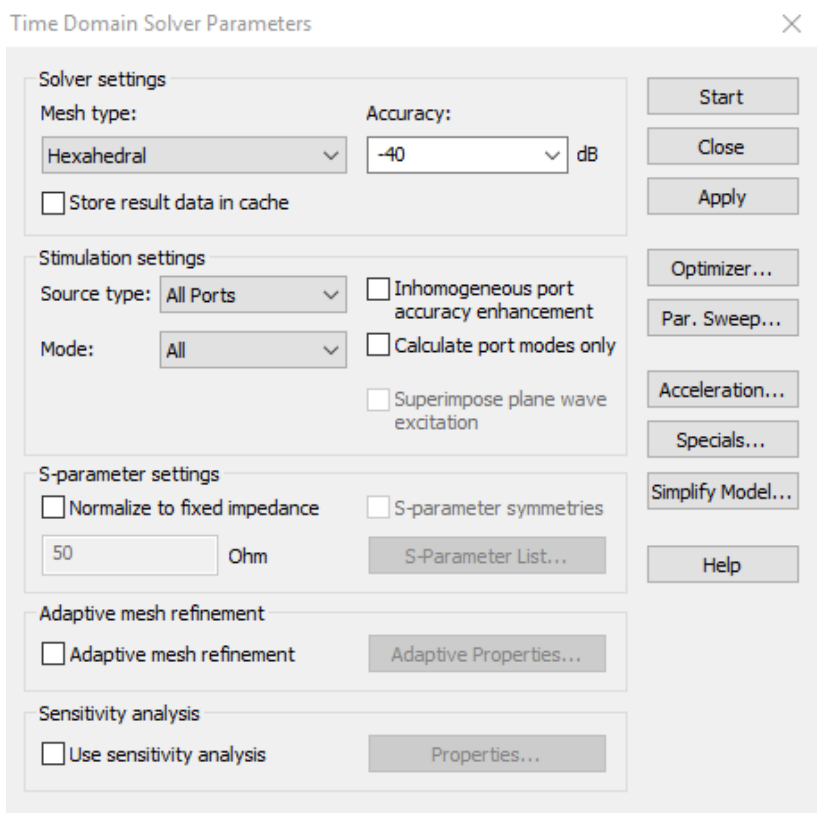 Time Domain Solver Parameters
Solver settings
Mesh type:
Accuracy:
Hexahedral
-40
dB
Store result data in cache
Stimulation settings
Source type:
All Ports
Inhomogeneous port
accuracy enhancement
Mode:
All
Calculate port modes only
Superimpose plane wave
excitation
S-parameter settings
Normalize to fixed impedance
S-parameter symmetries
50
Ohm
S-Parameter List...
Adaptive mesh refinement
Adaptive mesh refinement
Adaptive Properties...
Sensitivity analysis
Use sensitivity analysis
Properties...
Start
Close
Apply
Optimizer...
Par. Sweep...
Acceleration...
Specials...
Simplify Model...
Help